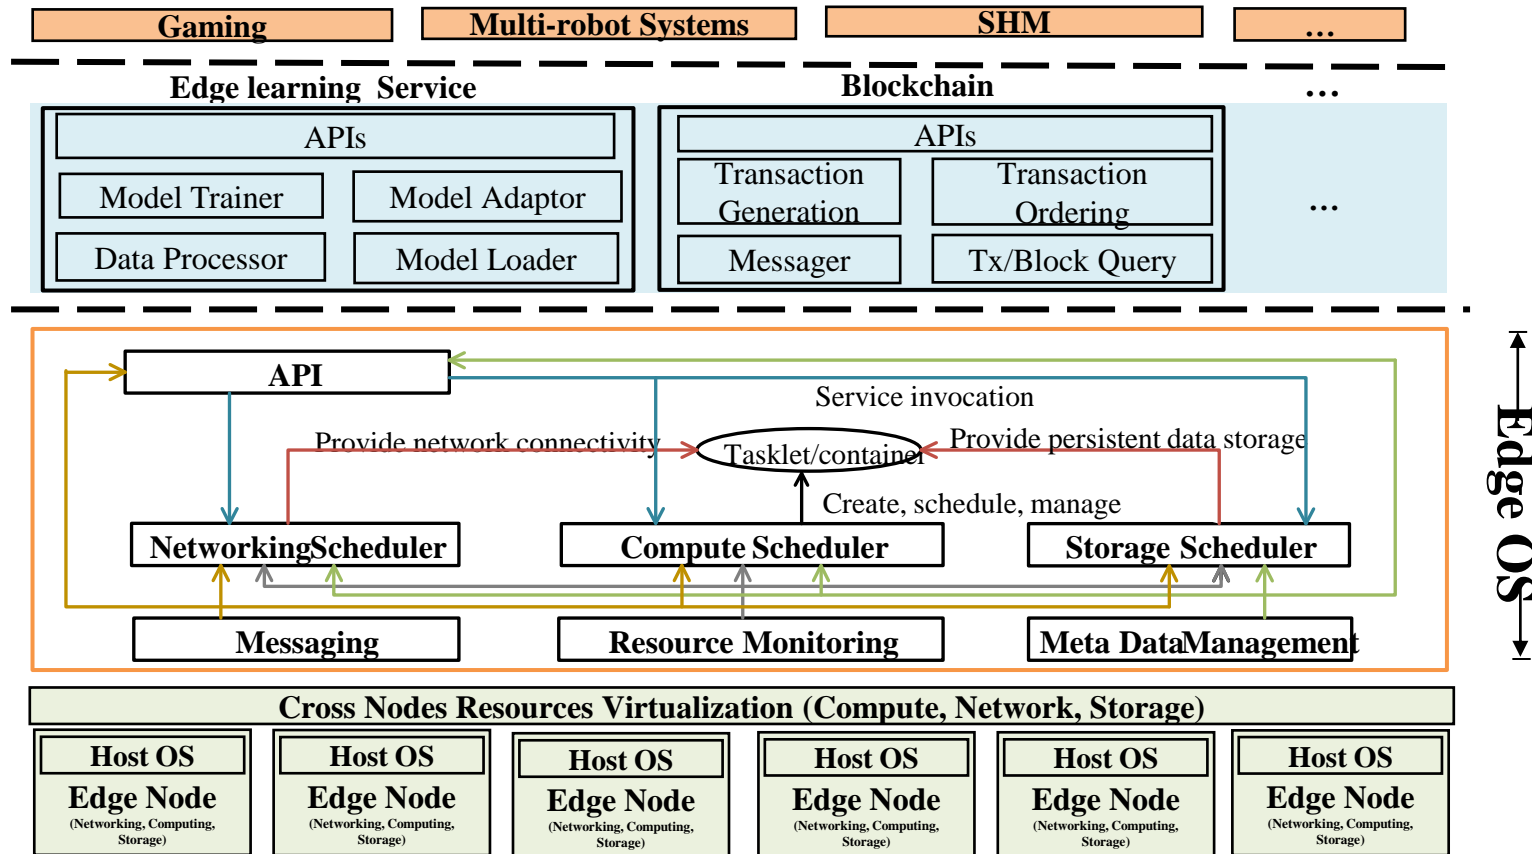 Gaming
Multi-robot Systems
SHM
...
Edge learning Service
Blockchain
...
APIs
Model Trainer
Model Adaptor
Data Processor
Model Loader
APIs
Transaction
Generation
Transaction
Ordering
Messager
Tx/Block Query
...
API
Service invocation
Provide network connectivity
Tasklet/container
Provide persistent data storage
Create, schedule, manage
NetworkingScheduler
Compute Scheduler
Storage Scheduler
Messaging
Resource Monitoring
Meta DataManagement
Edge OS
Cross Nodes Resources Virtualization (Compute, Network, Storage)
Host OS
Edge Node
(Networking, Computing,
Storage)
Host OS
Edge Node
(Networking, Computing,
Storage)
Host OS
Edge Node
(Networking, Computing,
Storage)
Host OS
Edge Node
(Networking, Computing,
Storage)
Host OS
Edge Node
(Networking, Computing,
Storage)
Host OS
Edge Node
(Networking, Computing,
Storage)